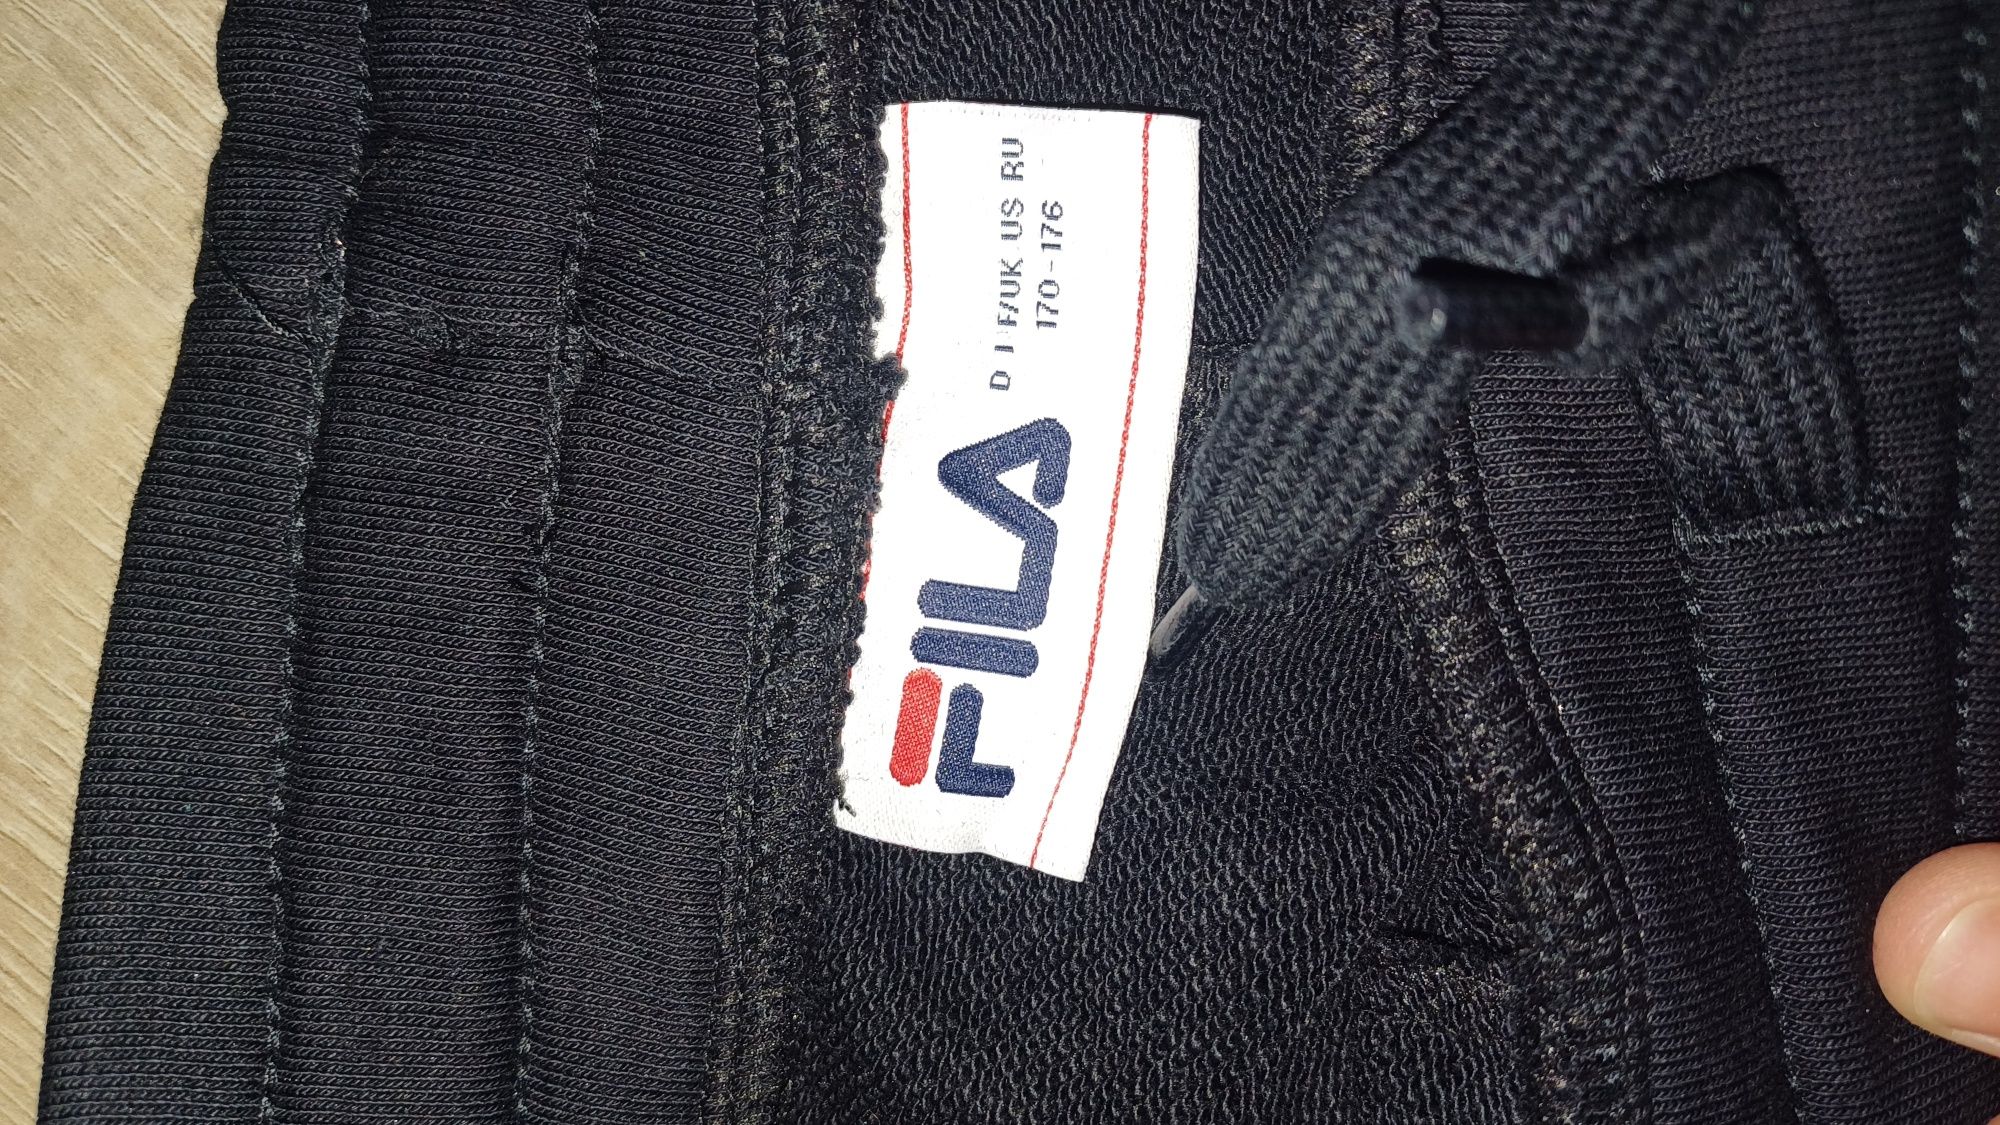 FILA
D I F/UK US RU
170-176 -